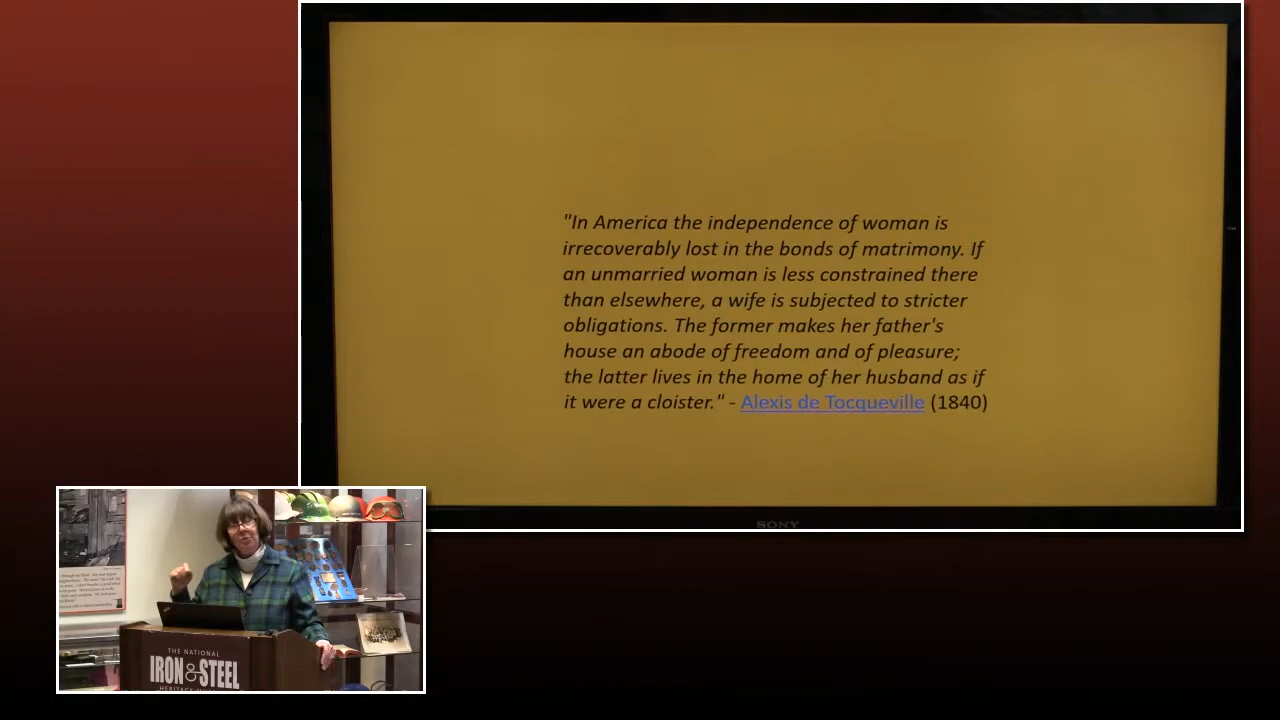 "In America the independence of woman is
irrecoverably lost in the bonds of matrimony. If
an unmarried woman is less constrained there
than elsewhere, a wife is subjected to stricter
obligations. The former makes her father's
house an abode of freedom and of pleasure;
the latter lives in the home of her husband as if
it were a cloister." - Alexis de Tocqueville (1840)
SONY
THE NATIONAL
IRON & STEEL
HERITAGE